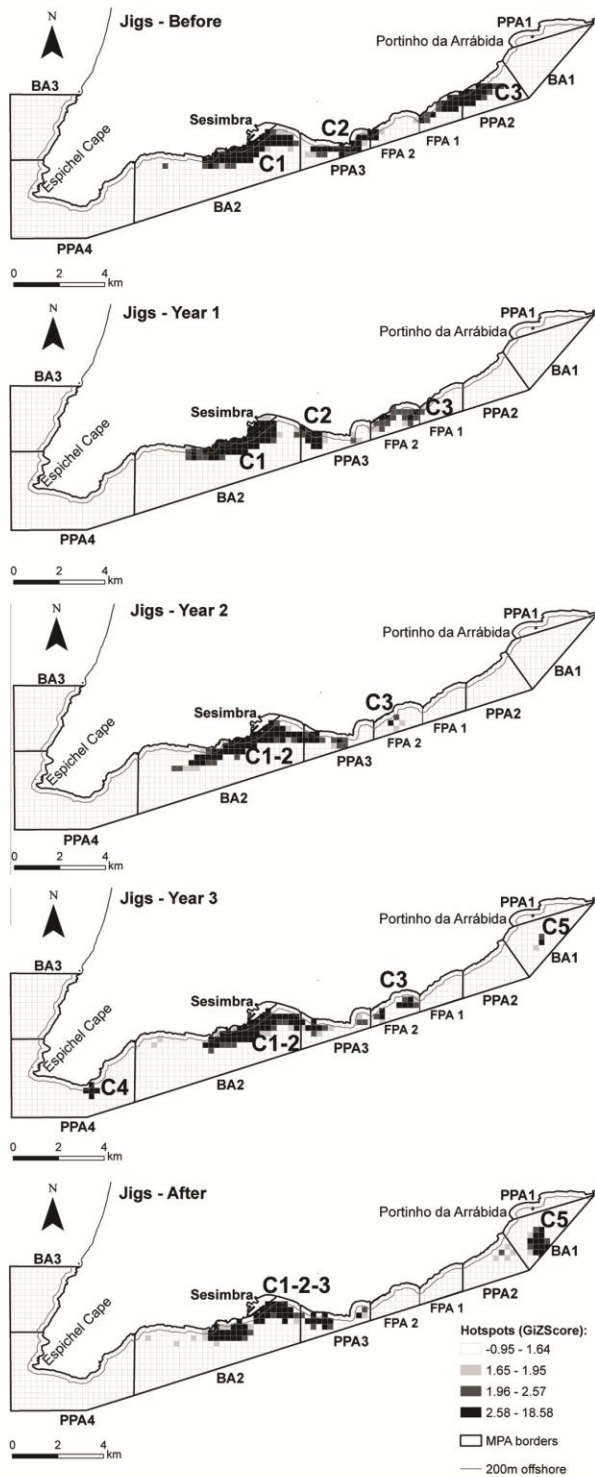 Jigs - Before
N
PPA1
Portinho da Arrábida
BA3
BA1
Sesimbra
C2
C3
Espichel Cape
C1
PPA2
FPA 1
FPA 2
PPA3
BA2
PPA4
0 2 4 km
Jigs - Year 1
N
PPA1
Portinho da Arrábida
BA3
BA1
Sesimbra
C2
C3
PPA2
FPA 1
Espichel Cape
C1
FPA 2
PPA3
BA2
PPA4
0 2 4 km
Jigs - Year 2
N
PPA1
Portinho da Arrábida
BA3
BA1
C3
Sesimbra
PPA2
FPA 1
Espichel Cape
C1-2
FPA 2
PPA3
BA2
PPA4
0 2 4 km
Jigs - Year 3
N
PPA1
Portinho da Arrábida
C5
BA3
BA1
C3
Sesimbra
PPA2
FPA 1
Espichel Cape
C1-2
FPA 2
PPA3
BA2
C4
PPA4
0 2 4 km
Jigs - After
N
PPA1
Portinho da Arrábida
C5
BA3
BA1
C1-2-3
Sesimbra
PPA2
FPA 1
Espichel Cape
FPA 2
PPA3
BA2
PPA4
0 2 4 km
Hotspots (GiZScore):
-0.95 - 1.64
1.65 - 1.95
1.96 - 2.57
2.58 - 18.58
MPA borders
200m offshore